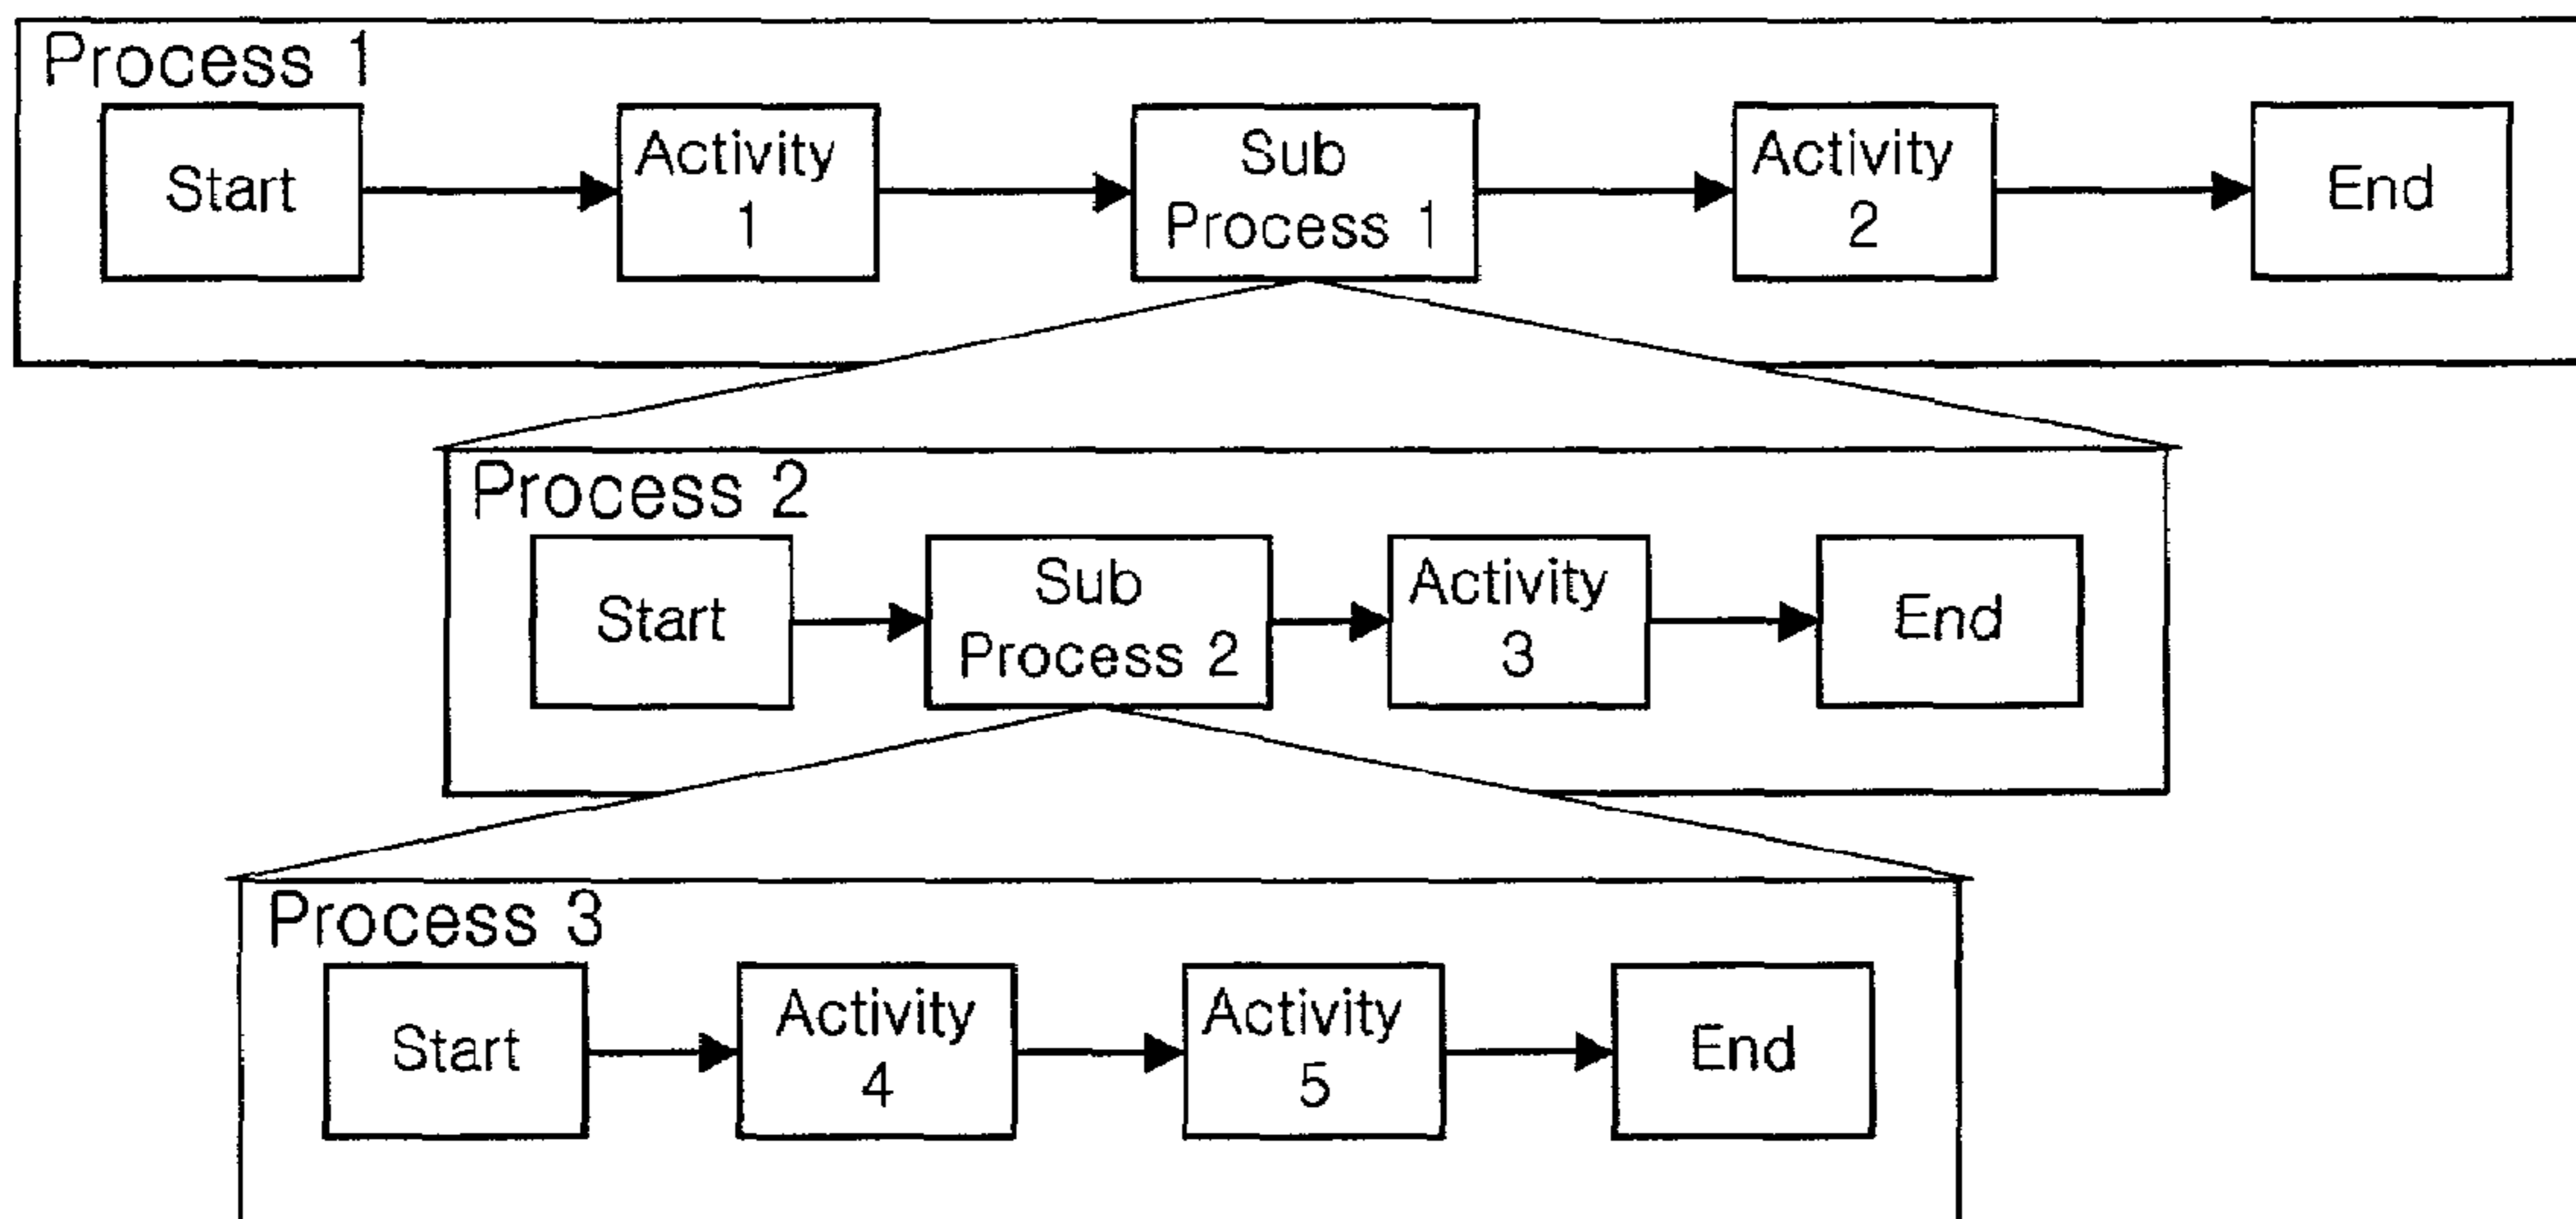 Process 1
Start
Activity
1
Sub
Process 1
Activity
2
End
Process 2
Start
Sub
Process 2
Activity
3
End
Process 3
Start
Activity
4
Activity
5
End